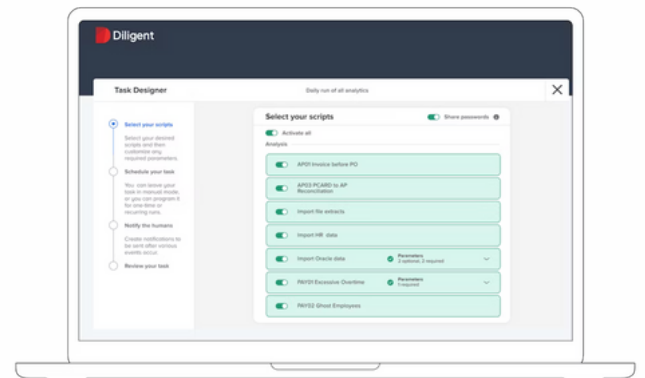 Diligent
Task Designer
Daily run of all analytics
Select your scripts
Select your desired
scripts and then
customize any
required parameters.
Schedule your task
You can leave your
task in manual mode,
or you can program it
for one time or
recurring runs.
Notify the humans
Create notifications to
be sent after various
events occur.
Review your task
Select your scripts
Share passwords
Activate all
Analysis
AP01 Invoice before PO
AP03 PCARD to AP
Reconciliation
Import file extracts
Import HR data
Import Oracle data
Parameters
2 optional, 2 required
PAY01 Excessive Overtime
Parameters
1 required
PAY02 Ghost Employees